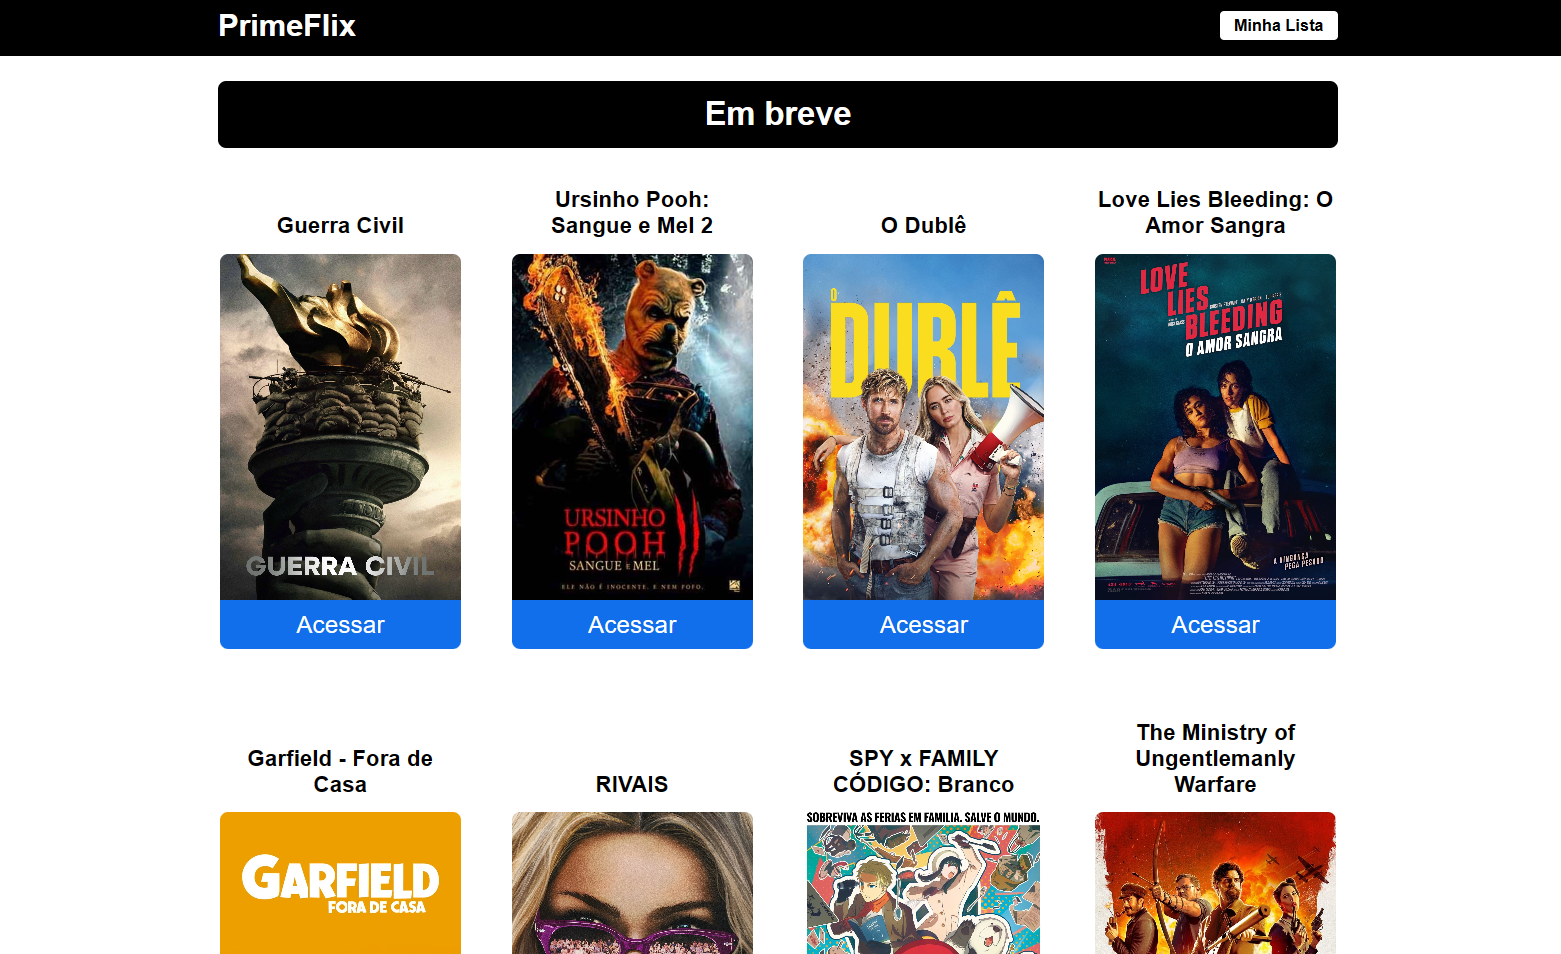 PrimeFlix
Minha Lista
Em breve
Guerra Civil
Ursinho Pooh:
Sangue e Mel 2
O Dublê
Love Lies Bleeding: O
Amor Sangra
GUERRA CIVIL
URSINHO
POOH II
SANGUE E MEL
ELE NÃO É INOCENTE. E NEM FOFO.
O
DUBLÊ
LOVE
LIES
BLEEDING
O AMOR SANGRA
A VINGANÇA
PEGA PESADO
Acessar
Acessar
Acessar
Acessar
Garfield - Fora de
Casa
RIVAIS
SPY x FAMILY
CÓDIGO: Branco
The Ministry of
Ungentlemanly
Warfare
GARFIELD
FORA DE CASA
SOBREVIVA AS FERIAS EM FAMILIA. SALVE O MUNDO.